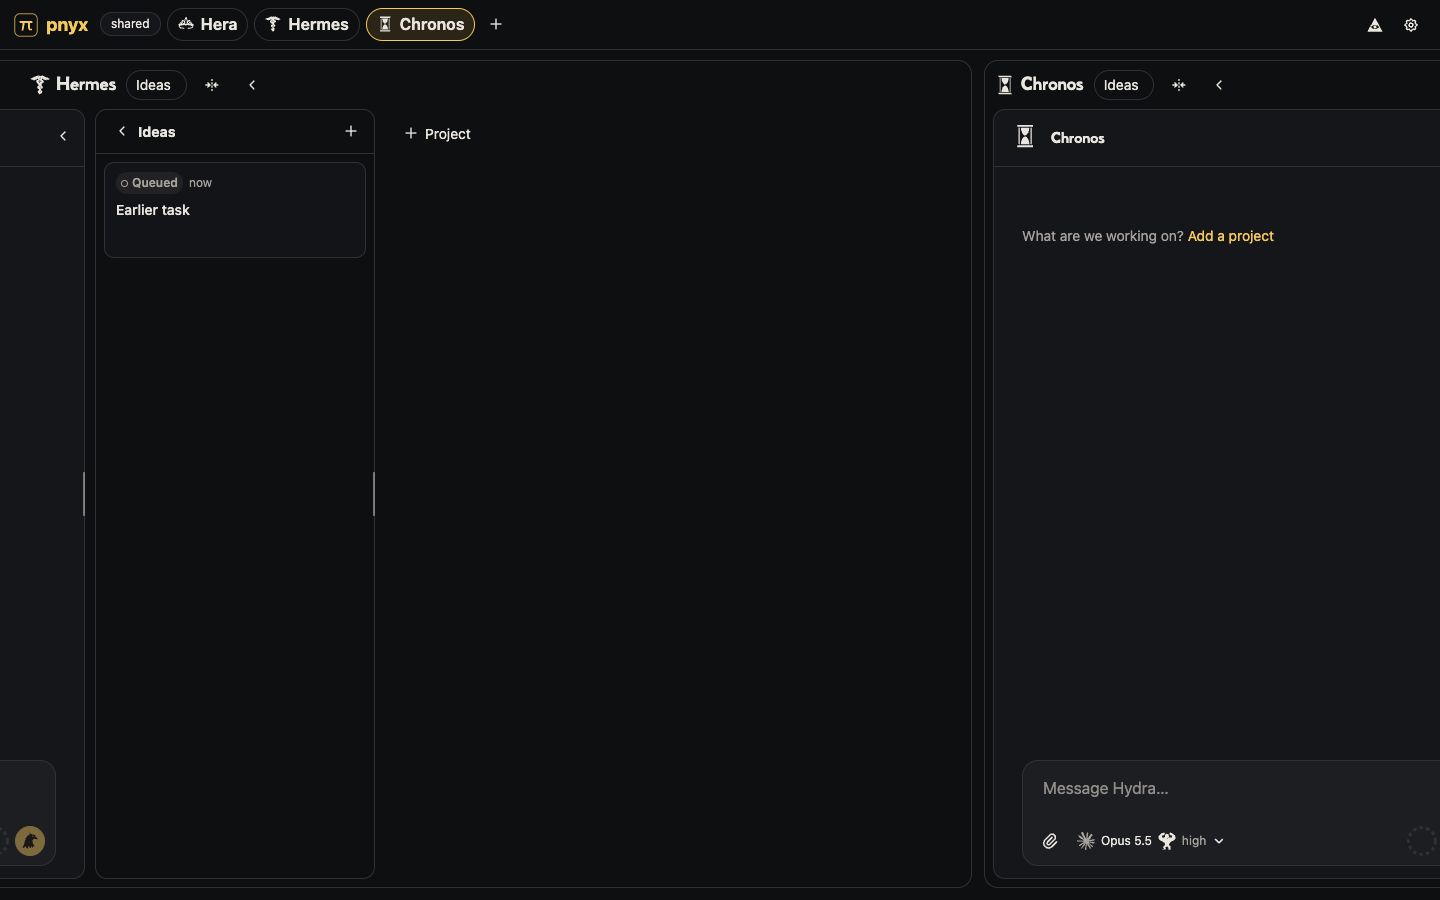 π pnyx shared Hera Hermes Chronos
Hermes Ideas
Chronos Ideas
Ideas
Queued now
Earlier task
Project
Chronos
What are we working on? Add a project
Message Hydra...
Opus 5.5 high